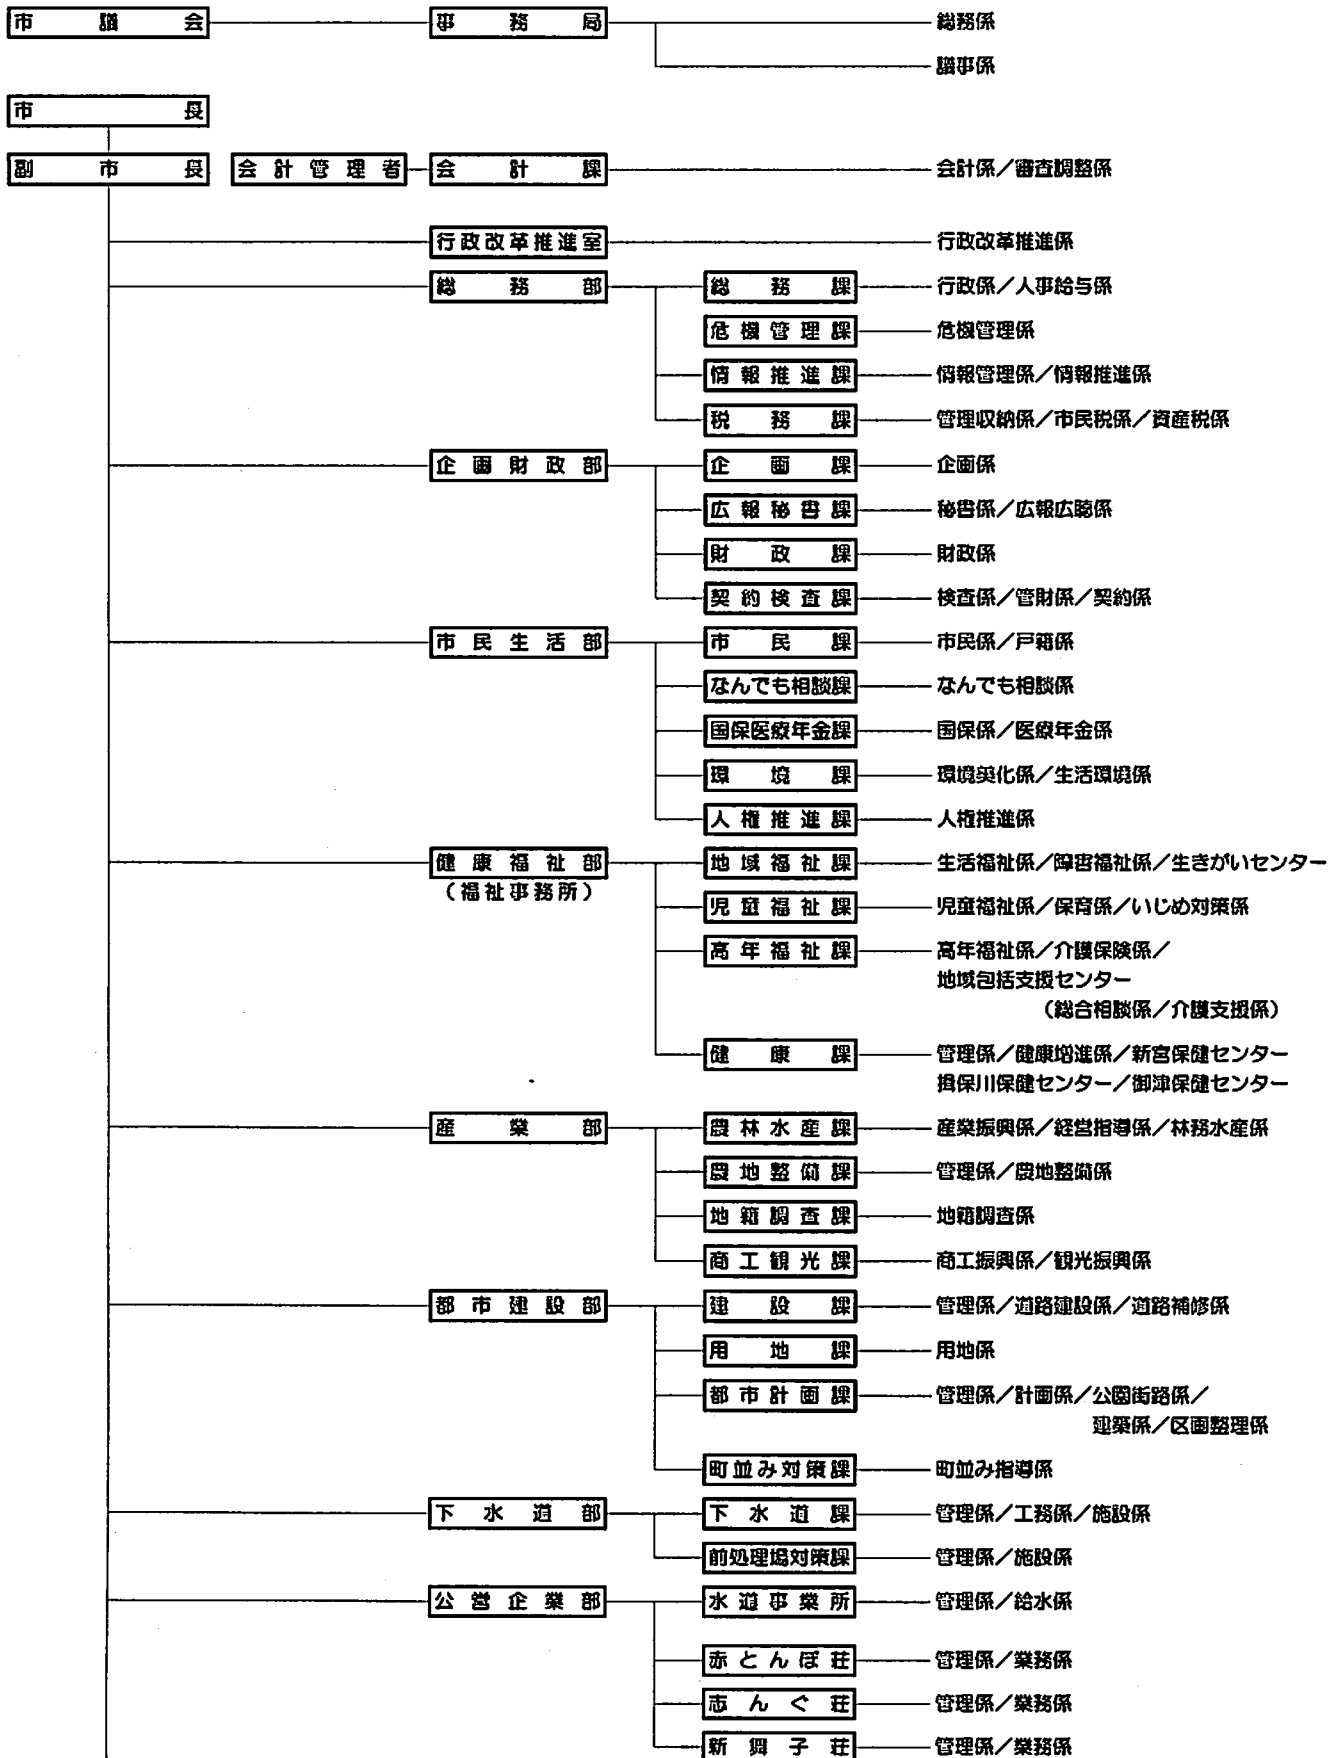 市議会 事務局 総務係
議事係
市長
副市長 会計管理者 会計課 会計係／審査調整係
行政改革推進室 行政改革推進係
総務部 総務課 行政係／人事給与係
危機管理課 危機管理係
情報推進課 情報管理係／情報推進係
税務課 管理収納係／市民税係／資産税係
企画財政部 企画課 企画係
広報秘書課 秘書係／広報広聴係
財政課 財政係
契約検査課 検査係／管財係／契約係
市民生活部 市民課 市民係／戸籍係
なんでも相談課 なんでも相談係
国保医療年金課 国保係／医療年金係
環境課 環境美化係／生活環境係
人権推進課 人権推進係
健康福祉部 地域福祉課 生活福祉係／障害福祉係／生きがいセンター
（福祉事務所）
児童福祉課 児童福祉係／保育係／いじめ対策係
高年福祉課 高年福祉係／介護保険係／
地域包括支援センター
（総合相談係／介護支援係）
健康課 管理係／健康増進係／新宮保健センター
揖保川保健センター／御津保健センター
産業部 農林水産課 産業振興係／経営指導係／林務水産係
農地整備課 管理係／農地整備係
地籍調査課 地籍調査係
商工観光課 商工振興係／観光振興係
都市建設部 建設課 管理係／道路建設係／道路補修係
用地課 用地係
都市計画課 管理係／計画係／公園街路係／
建築係／区画整理係
町並み対策課 町並み指導係
下水道部 下水道課 管理係／工務係／施設係
前処理場対策課 管理係／施設係
公営企業部 水道事業所 管理係／給水係
赤とんぼ荘 管理係／業務係
志んぐ荘 管理係／業務係
新舞子荘 管理係／業務係